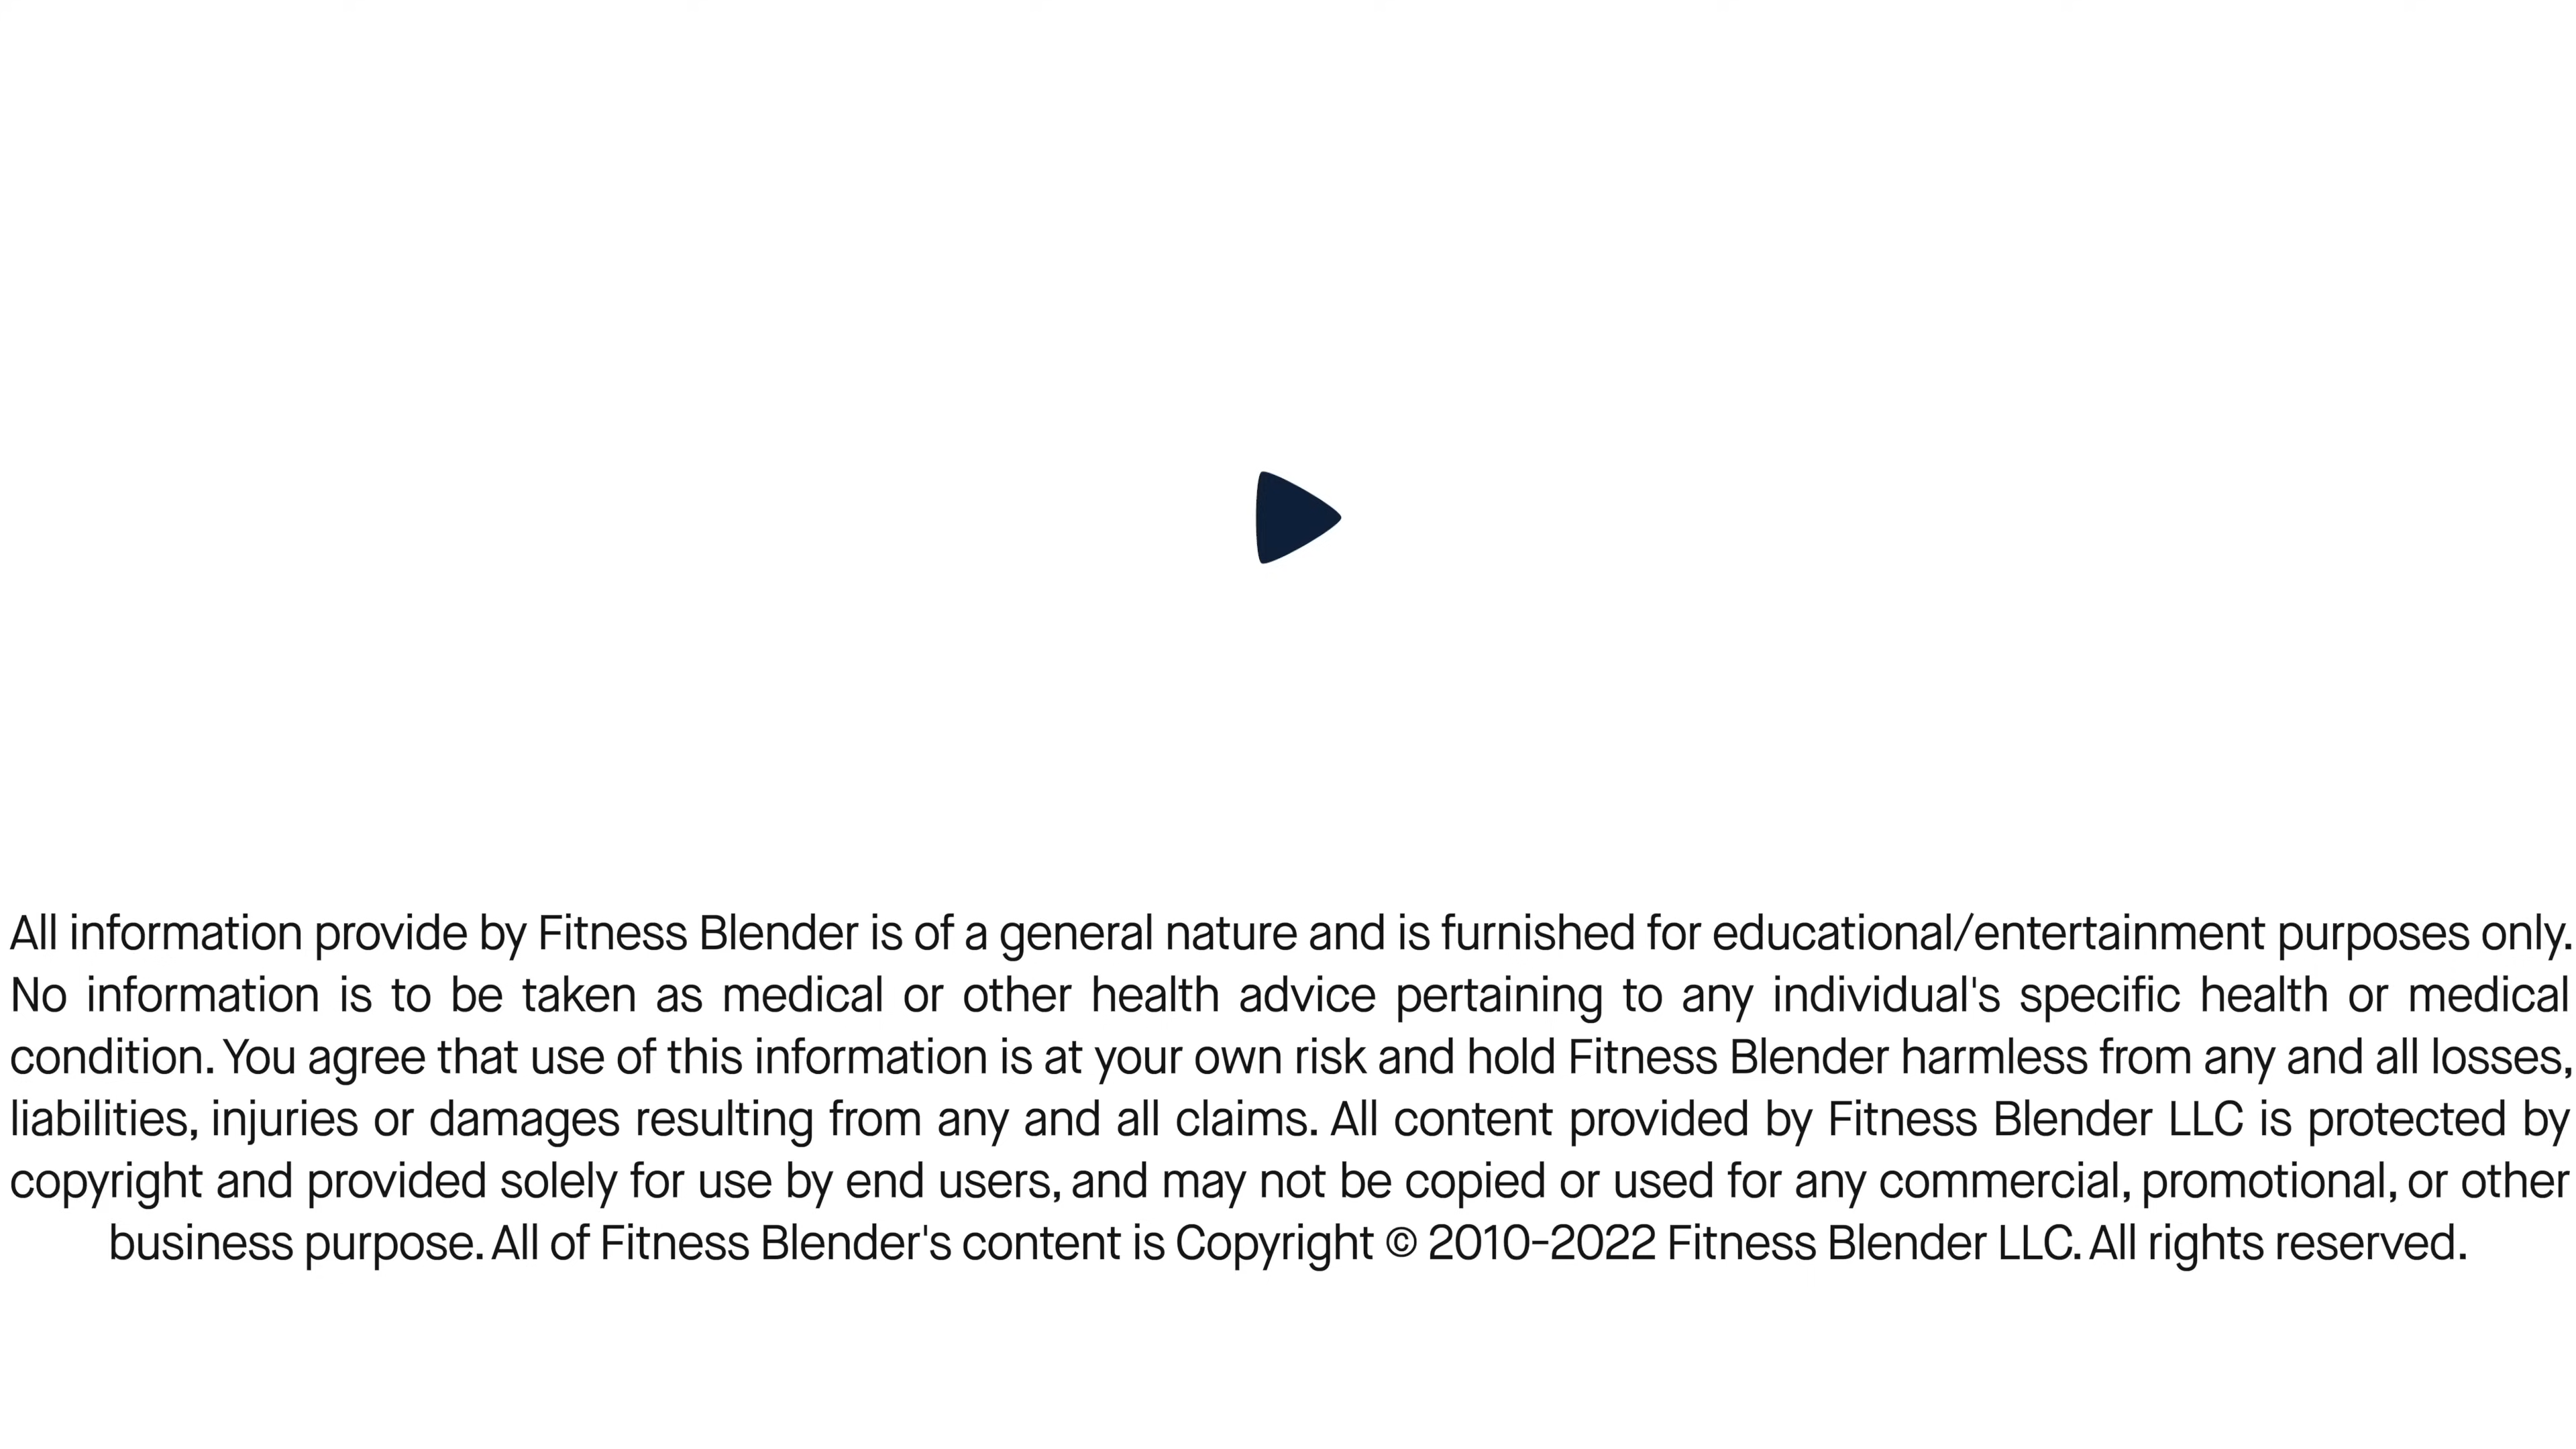 All information provide by Fitness Blender is of a general nature and is furnished for educational/entertainment purposes only.
No information is to be taken as medical or other health advice pertaining to any individual's specific health or medical
condition. You agree that use of this information is at your own risk and hold Fitness Blender harmless from any and all losses,
liabilities, injuries or damages resulting from any and all claims. All content provided by Fitness Blender LLC is protected by
copyright and provided solely for use by end users, and may not be copied or used for any commercial, promotional, or other
business purpose. All of Fitness Blender's content is Copyright © 2010-2022 Fitness Blender LLC. All rights reserved.